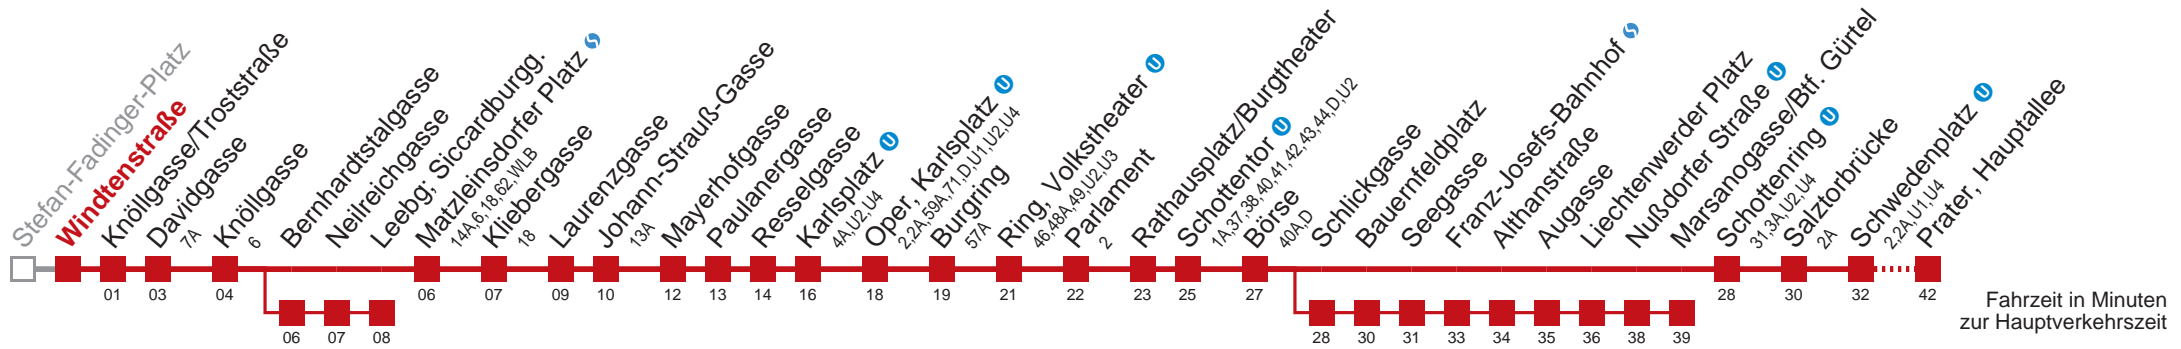 Stefan-Fadinger-Platz
Windtenstraße
Knöllgasse/Troststraße
Davidgasse
7A
Knöllgasse
6
Bernhardtstalgasse
Neilreichgasse
Leebg, Siccardburgg.
Matzleinsdorfer Platz S
14A,6,18,62,WLB
Kliebergasse
18
Laurenzgasse
Johann-Strauß-Gasse
13A
Mayerhofgasse
Paulanergasse
Resselgasse
Karlsplatz U
4A,U2,U4
Oper, Karlsplatz U
2,2A,59A,71,D,U1,U2,U4
Burgring
57A
Ring, Volkstheater U
46,48A,49,U2,U3
Parlament
2
Rathausplatz/Burgtheater
Schottentor U
1A,37,38,40,41,42,43,44,D,U2
Börse
40A,D
Schlickgasse
Bauernfeldplatz
Seegasse
Franz-Josefs-Bahnhof S
Althanstraße
Augasse
Liechtenwerder Platz
Nußdorfer Straße U
Marsanogasse/Btf. Gürtel
Schottenring U
31,3A,U2,U4
Salztorbrücke
2A
Schwedenplatz U
2,2A,U1,U4
Prater, Hauptallee
01 03 04 06 07 09 10 12 13 14 16 18 19 21 22 23 25 27 28 30 32 42
06 07 08 28 30 31 33 34 35 36 38 39
Fahrzeit in Minuten
zur Hauptverkehrszeit